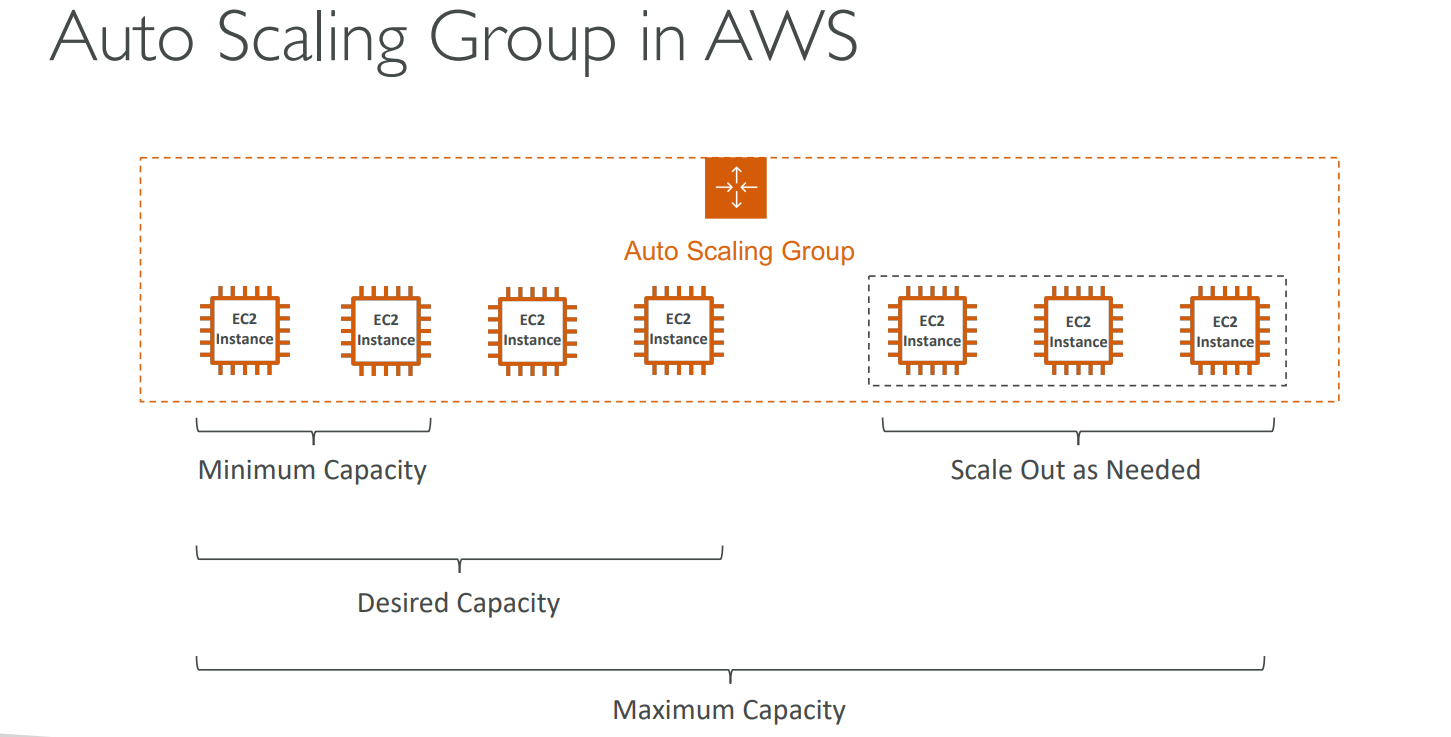 Auto Scaling Group in AWS
Auto Scaling Group
EC2
Instance
EC2
Instance
EC2
Instance
EC2
Instance
EC2
Instance
EC2
Instance
EC2
Instance
Minimum Capacity
Scale Out as Needed
Desired Capacity
Maximum Capacity